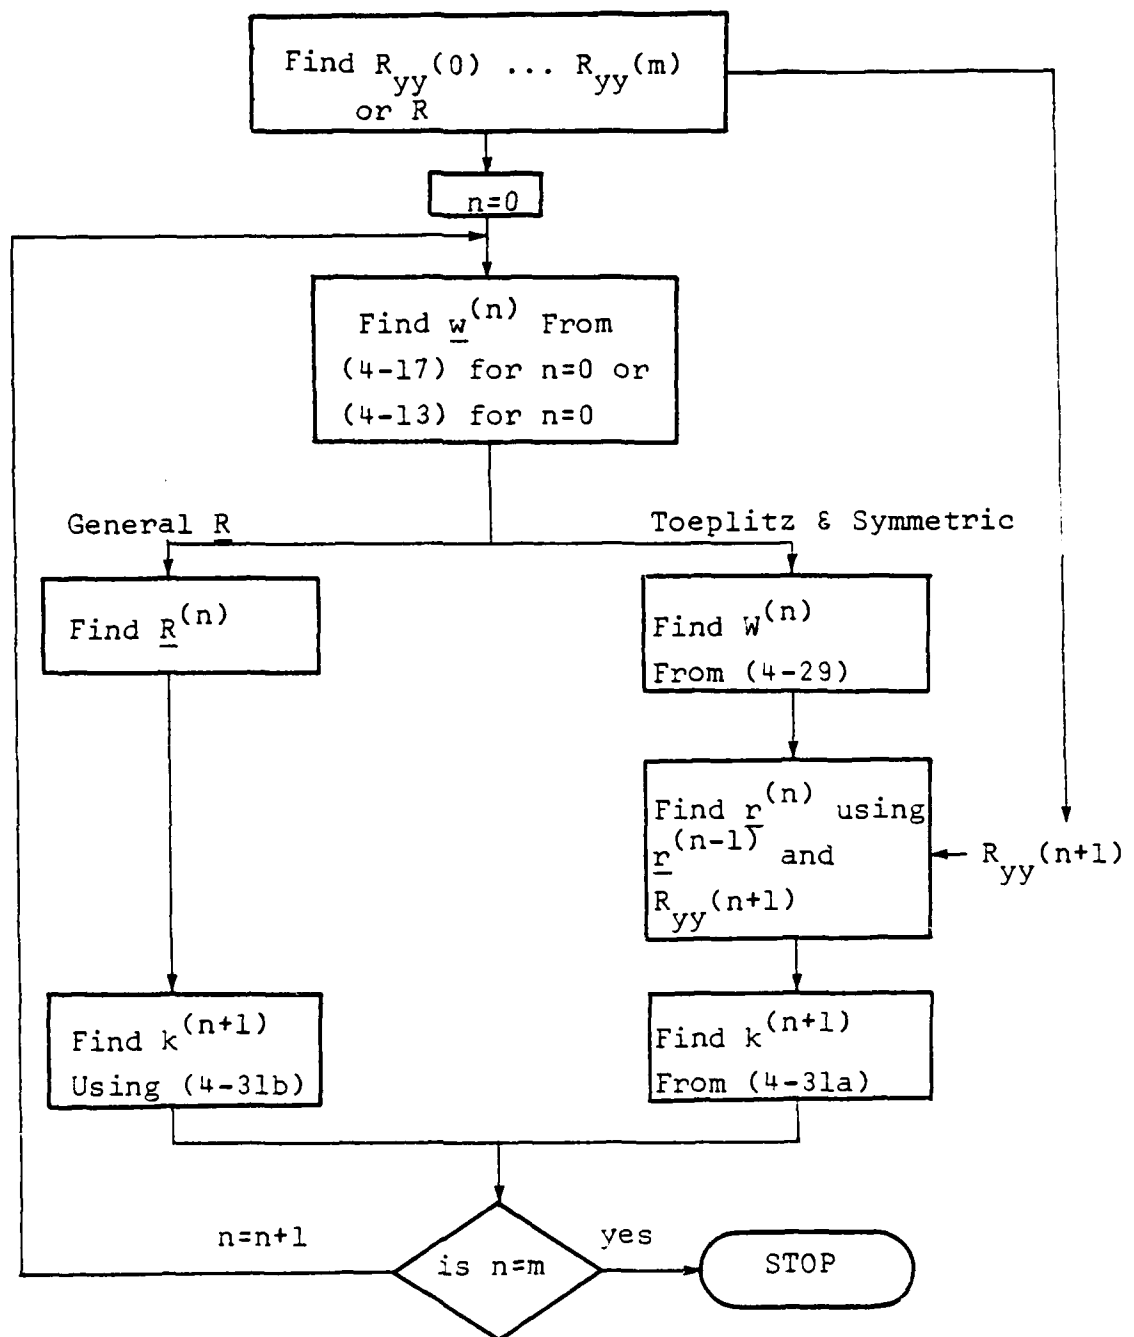 Find R_yy(0) ... R_yy(m)
or R
n=0
Find w^(n) From
(4-17) for n=0 or
(4-13) for n=0
General R
Toeplitz & Symmetric
Find R^(n)
Find W^(n)
From (4-29)
Find r^(n) using
r^(n-1) and
R_yy(n+1)
R_yy(n+1)
Find k^(n+1)
Using (4-31b)
Find k^(n+1)
From (4-31a)
n=n+1
is n=m
yes
STOP